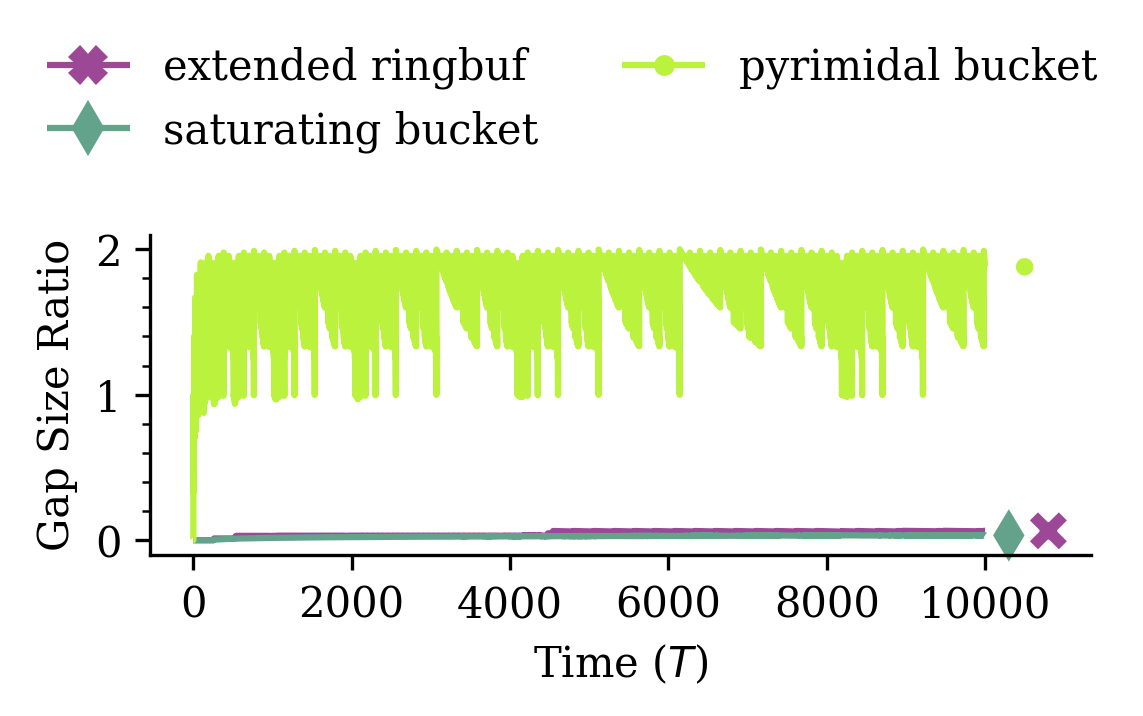 extended ringbuf
pyrimidal bucket
saturating bucket
Gap Size Ratio
2
1
0
0 2000 4000 6000 8000 10000
Time (T)